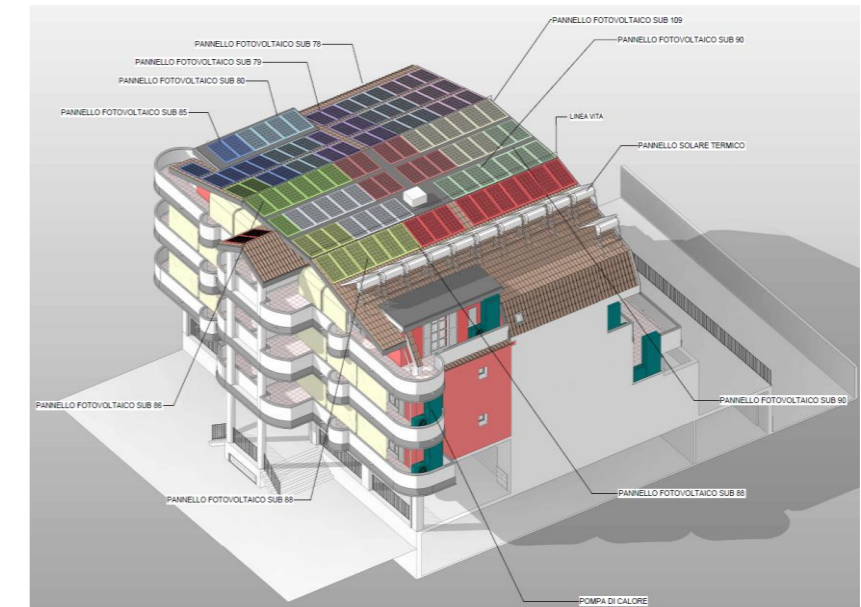 PANNELLO FOTOVOLTAICO SUB 109
PANNELLO FOTOVOLTAICO SUB 78
PANNELLO FOTOVOLTAICO SUB 90
PANNELLO FOTOVOLTAICO SUB 79
PANNELLO FOTOVOLTAICO SUB 80
PANNELLO FOTOVOLTAICO SUB 85
LINEA VITA
PANNELLO SOLARE TERMICO
PANNELLO FOTOVOLTAICO SUB 86
PANNELLO FOTOVOLTAICO SUB 90
PANNELLO FOTOVOLTAICO SUB 88
PANNELLO FOTOVOLTAICO SUB 88
POMPA DI CALORE